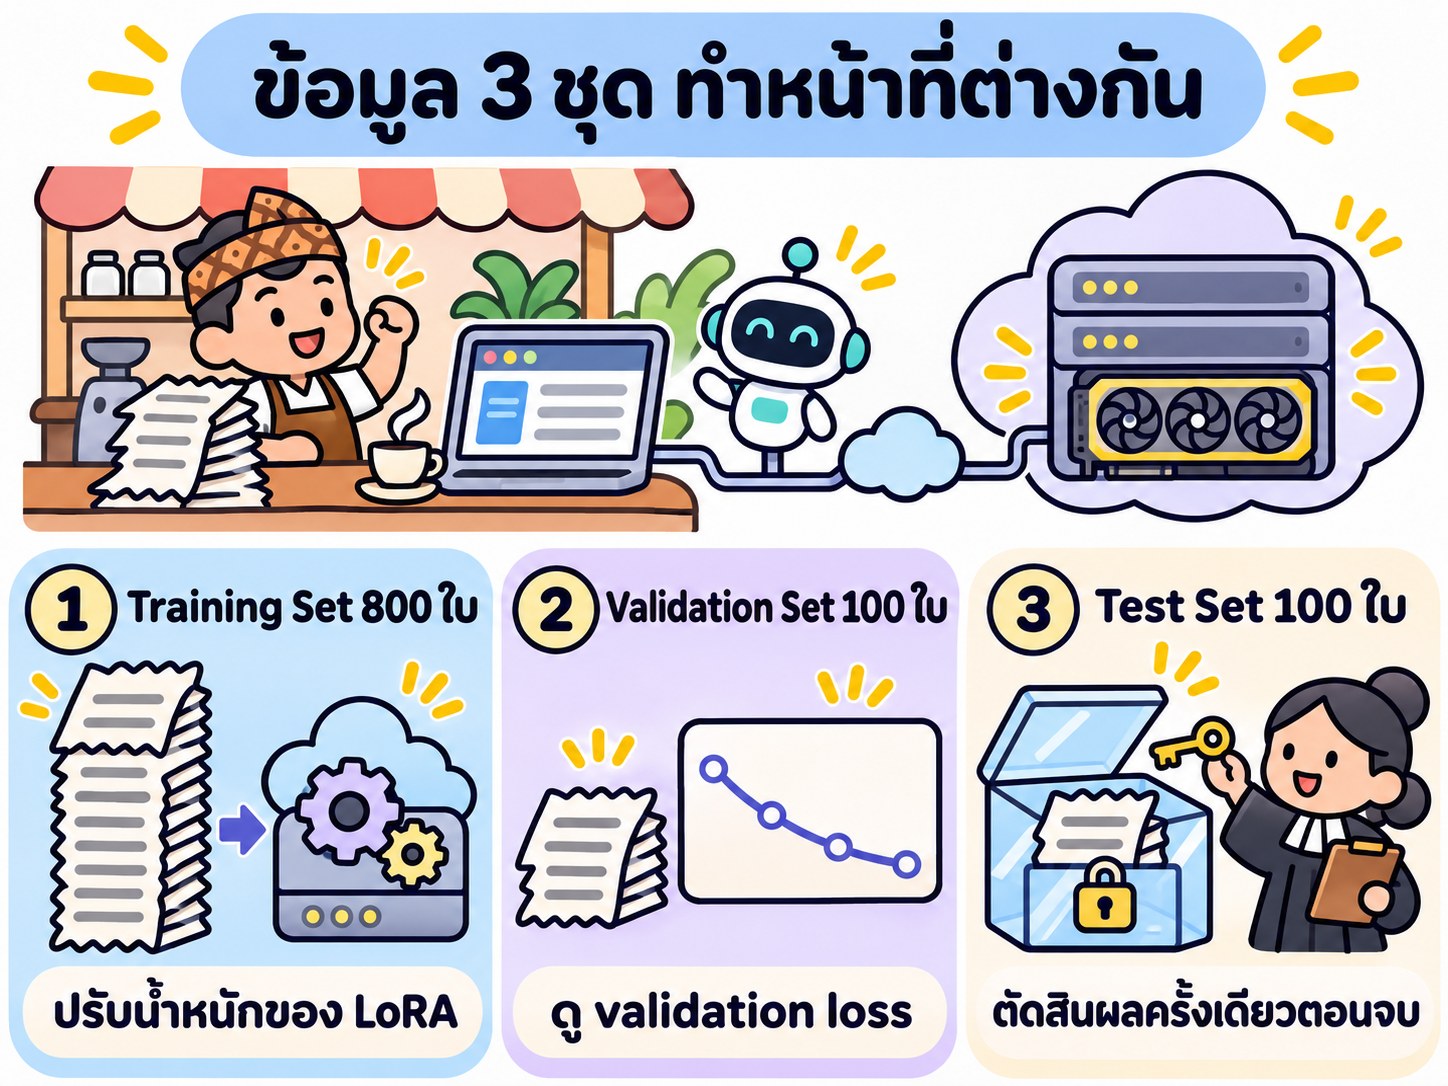 ข้อมูล 3 ชุด ทำหน้าที่ต่างกัน
1 Training Set 800 ใบ
ปรับน้ำหนักของ LoRA
2 Validation Set 100 ใบ
ดู validation loss
3 Test Set 100 ใบ
ตัดสินผลครั้งเดียวตอนจบ